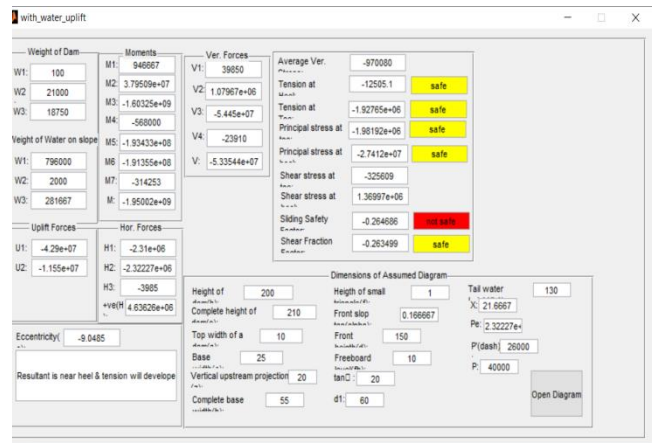 with_water_uplift
Weight of Dam
W1: 100
W2 21000
W3: 18750
Weight of Water on slope
W1: 796000
W2: 2000
W3: 281667
Uplift Forces
U1: -4.29e+07
U2: -1.155e+07
Eccentricity( -9.0485
Resultant is near heel & tension will develope
Moments
M1: 946667
M2: 3.79509e+07
M3: -1.60325e+09
M4: -568000
M5: -1.93433e+08
M6 -1.91355e+08
M7: -314253
M: -1.95002e+09
Hor. Forces
H1: -2.31e+06
H2: -2.32227e+06
H3: -3985
+ve(H 4.63626e+06
Ver. Forces
V1: 39850
V2: 1.07967e+06
V3: -5.445e+07
V4: -23910
V: -5.33544e+07
Average Ver. -970080
Tension at -12505.1 safe
Tension at -1.92765e+06 safe
Principal stress at -1.98192e+06 safe
Principal stress at -2.7412e+07 safe
Shear stress at -325609
Shear stress at 1.36997e+06
Sliding Safety -0.264686 not safe
Shear Fraction -0.263499 safe
Dimensions of Assumed Diagram
Height of 200
Complete height of 210
Top width of a 10
Base 25
Vertical upstream projection 20
Complete base 55
Heigth of small 1
Front slop 0.166667
Front 150
Freeboard 10
tan : 20
d1: 60
Tail water 130
X: 21.6667
Pe: 2.32227e+
P'(dash) 26000
P: 40000
Open Diagram